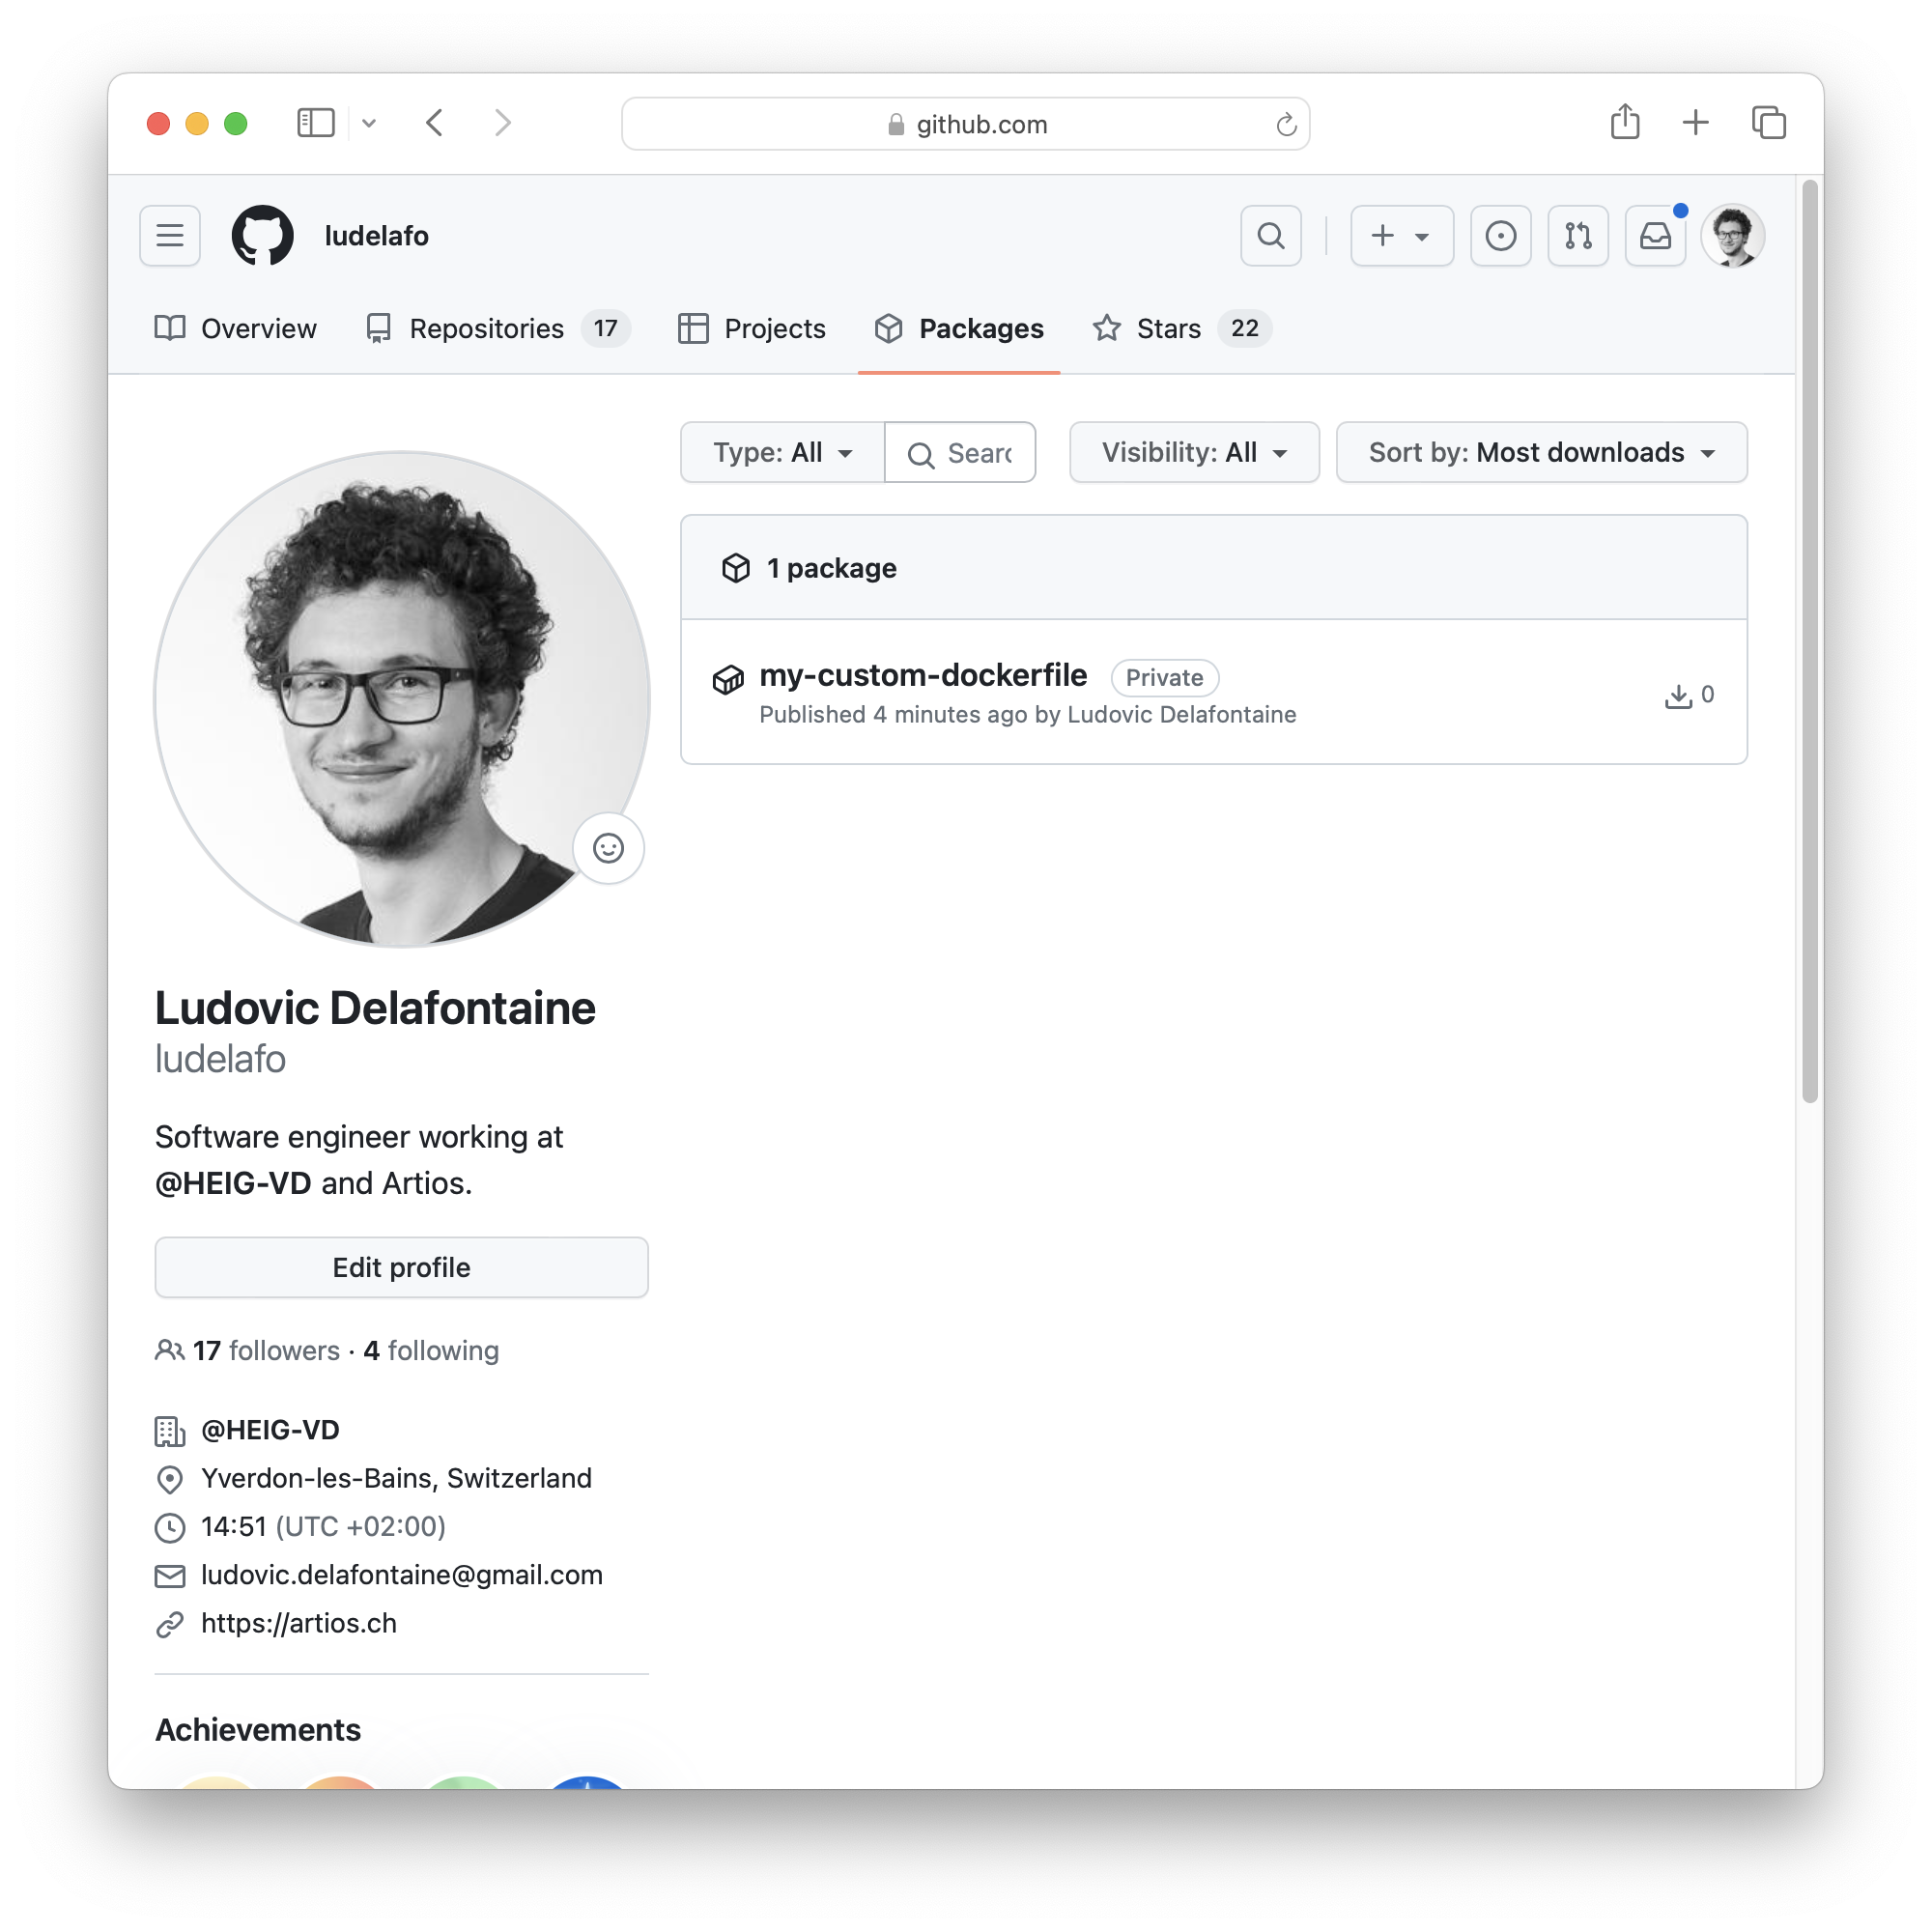 github.com
ludelafo
Overview
Repositories 17
Projects
Packages
Stars 22
Type: All
Searc
Visibility: All
Sort by: Most downloads
1 package
my-custom-dockerfile Private
Published 4 minutes ago by Ludovic Delafontaine
0
Ludovic Delafontaine
ludelafo
Software engineer working at
@HEIG-VD and Artios.
Edit profile
17 followers · 4 following
@HEIG-VD
Yverdon-les-Bains, Switzerland
14:51 (UTC +02:00)
ludovic.delafontaine@gmail.com
https://artios.ch
Achievements